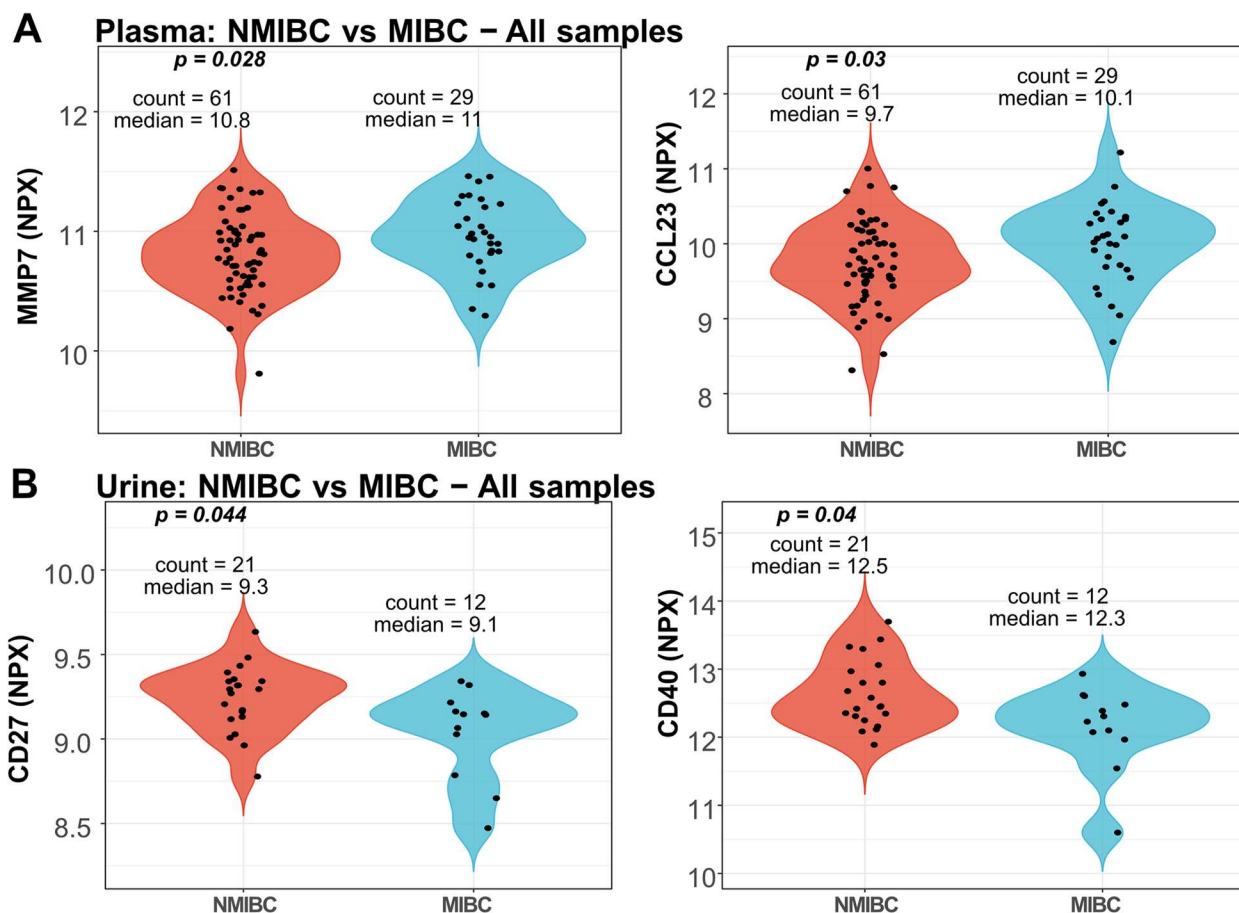 A Plasma: NMIBC vs MIBC – All samples
p = 0.028
count = 61
median = 10.8
count = 29
median = 11
MMP7 (NPX)
12
11
10
NMIBC
MIBC
p = 0.03
count = 61
median = 9.7
count = 29
median = 10.1
CCL23 (NPX)
12
11
10
9
8
NMIBC
MIBC
B Urine: NMIBC vs MIBC – All samples
p = 0.044
count = 21
median = 9.3
count = 12
median = 9.1
CD27 (NPX)
10.0
9.5
9.0
8.5
NMIBC
MIBC
p = 0.04
count = 21
median = 12.5
count = 12
median = 12.3
CD40 (NPX)
15
14
13
12
11
10
NMIBC
MIBC